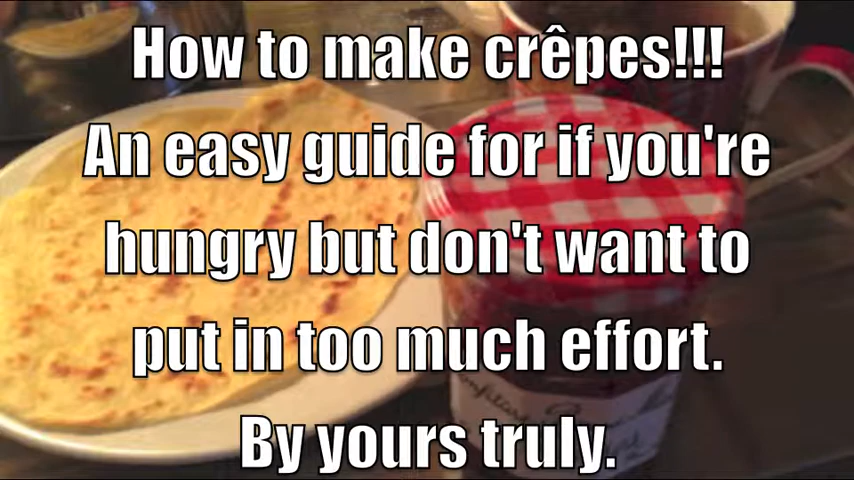 How to make crêpes!!!
An easy guide for if you're
hungry but don't want to
put in too much effort.
By yours truly.